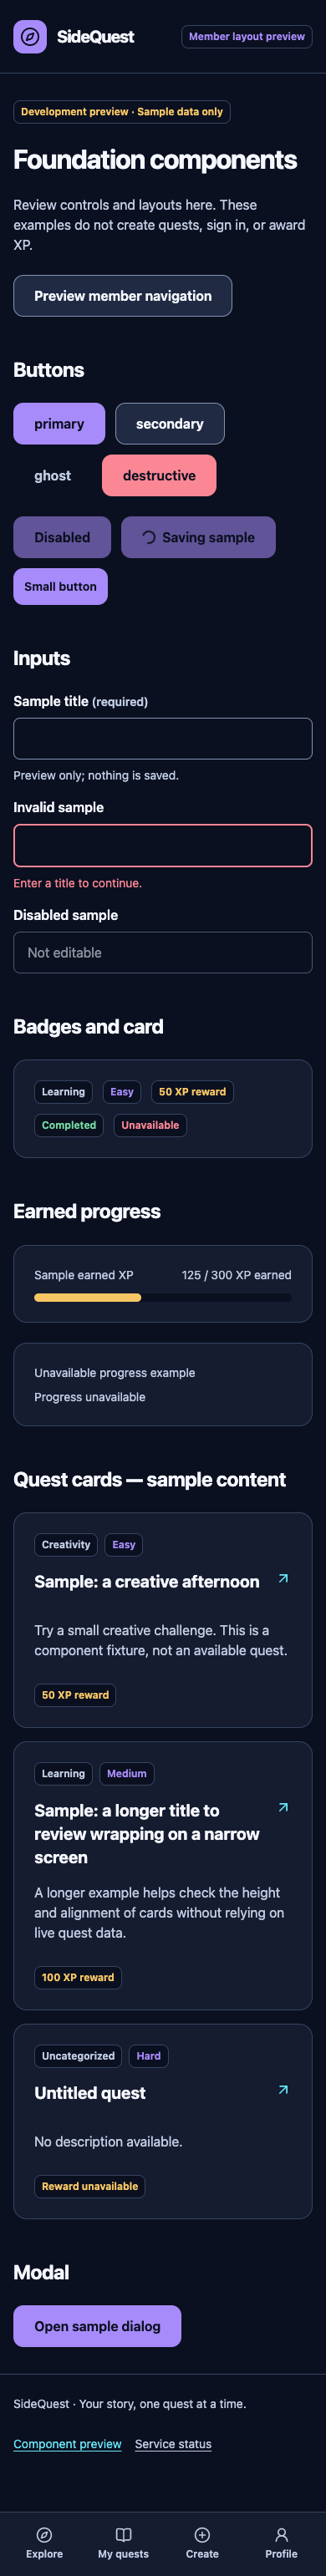 SideQuest
Member layout preview
Development preview · Sample data only
Foundation components
Review controls and layouts here. These
examples do not create quests, sign in, or award
XP.
Preview member navigation
Buttons
primary
secondary
ghost
destructive
Disabled
Saving sample
Small button
Inputs
Sample title (required)
Preview only; nothing is saved.
Invalid sample
Enter a title to continue.
Disabled sample
Not editable
Badges and card
Learning
Easy
50 XP reward
Completed
Unavailable
Earned progress
Sample earned XP
125 / 300 XP earned
Unavailable progress example
Progress unavailable
Quest cards — sample content
Creativity
Easy
Sample: a creative afternoon
Try a small creative challenge. This is a
component fixture, not an available quest.
50 XP reward
Learning
Medium
Sample: a longer title to
review wrapping on a narrow
screen
A longer example helps check the height
and alignment of cards without relying on
live quest data.
100 XP reward
Uncategorized
Hard
Untitled quest
No description available.
Reward unavailable
Modal
Open sample dialog
SideQuest · Your story, one quest at a time.
Component preview
Service status
Explore
My quests
Create
Profile